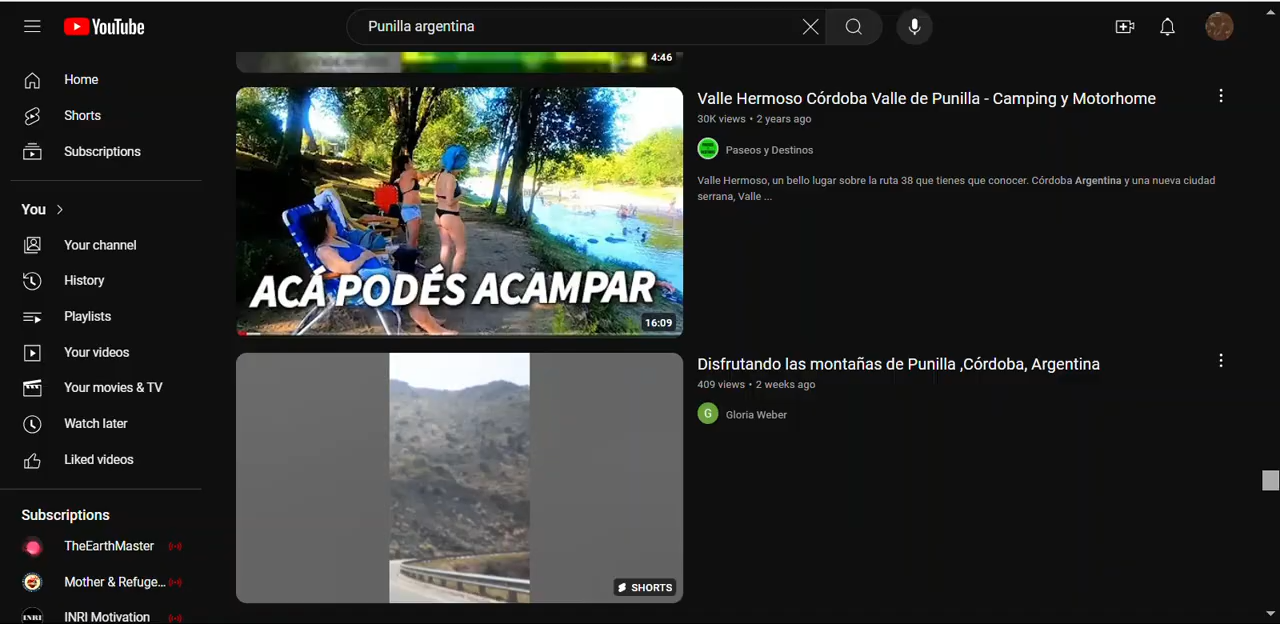 YouTube
Punilla argentina
Home
Shorts
Subscriptions
You
Your channel
History
Playlists
Your videos
Your movies & TV
Watch later
Liked videos
Subscriptions
TheEarthMaster
Mother & Refuge...
INRI Motivation
4:46
ACÁ PODÉS ACAMPAR
16:09
Valle Hermoso Córdoba Valle de Punilla - Camping y Motorhome
30K views • 2 years ago
Paseos y Destinos
Valle Hermoso, un bello lugar sobre la ruta 38 que tienes que conocer. Córdoba Argentina y una nueva ciudad
serrana, Valle ...
SHORTS
Disfrutando las montañas de Punilla ,Córdoba, Argentina
409 views • 2 weeks ago
G
Gloria Weber